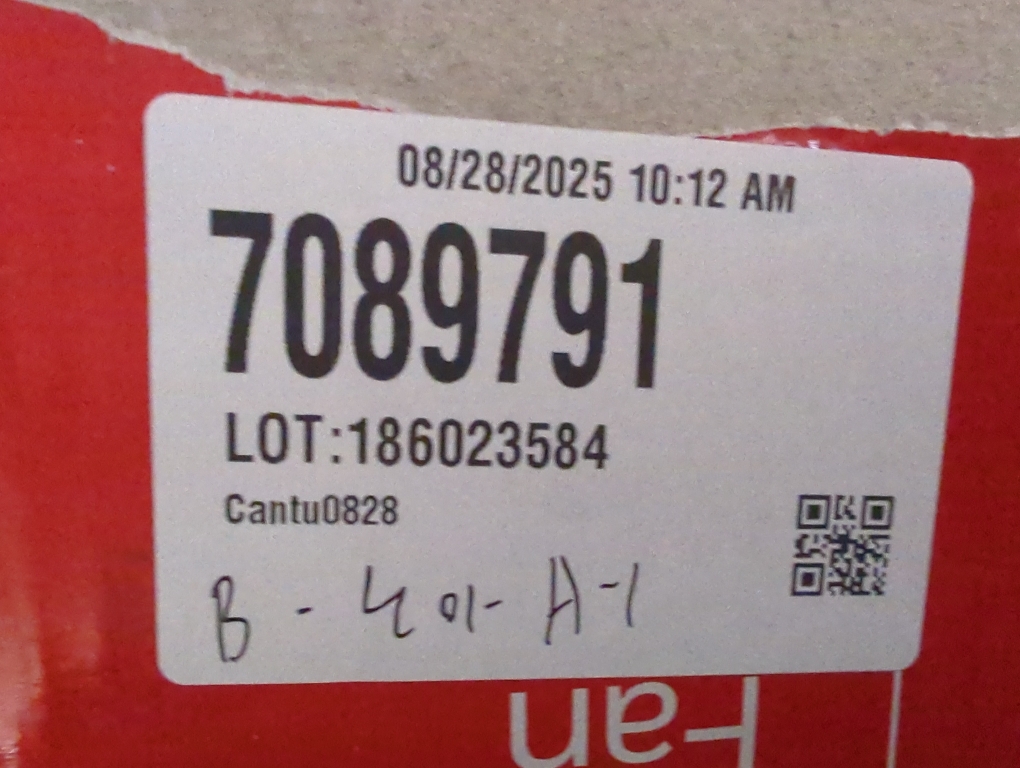 08/28/2025 10:12 AM
7089791
LOT:186023584
Cantu0828
B - 401- A-1
Fan